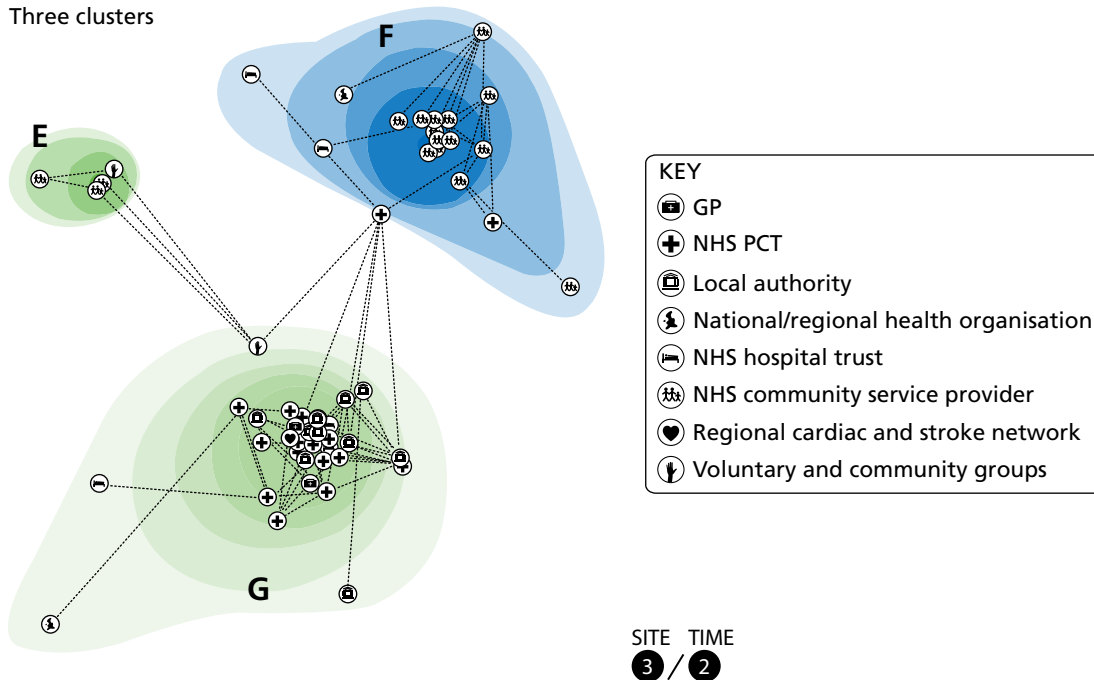 Three clusters
F
E
G
KEY
GP
NHS PCT
Local authority
National/regional health organisation
NHS hospital trust
NHS community service provider
Regional cardiac and stroke network
Voluntary and community groups
SITE TIME
3 / 2